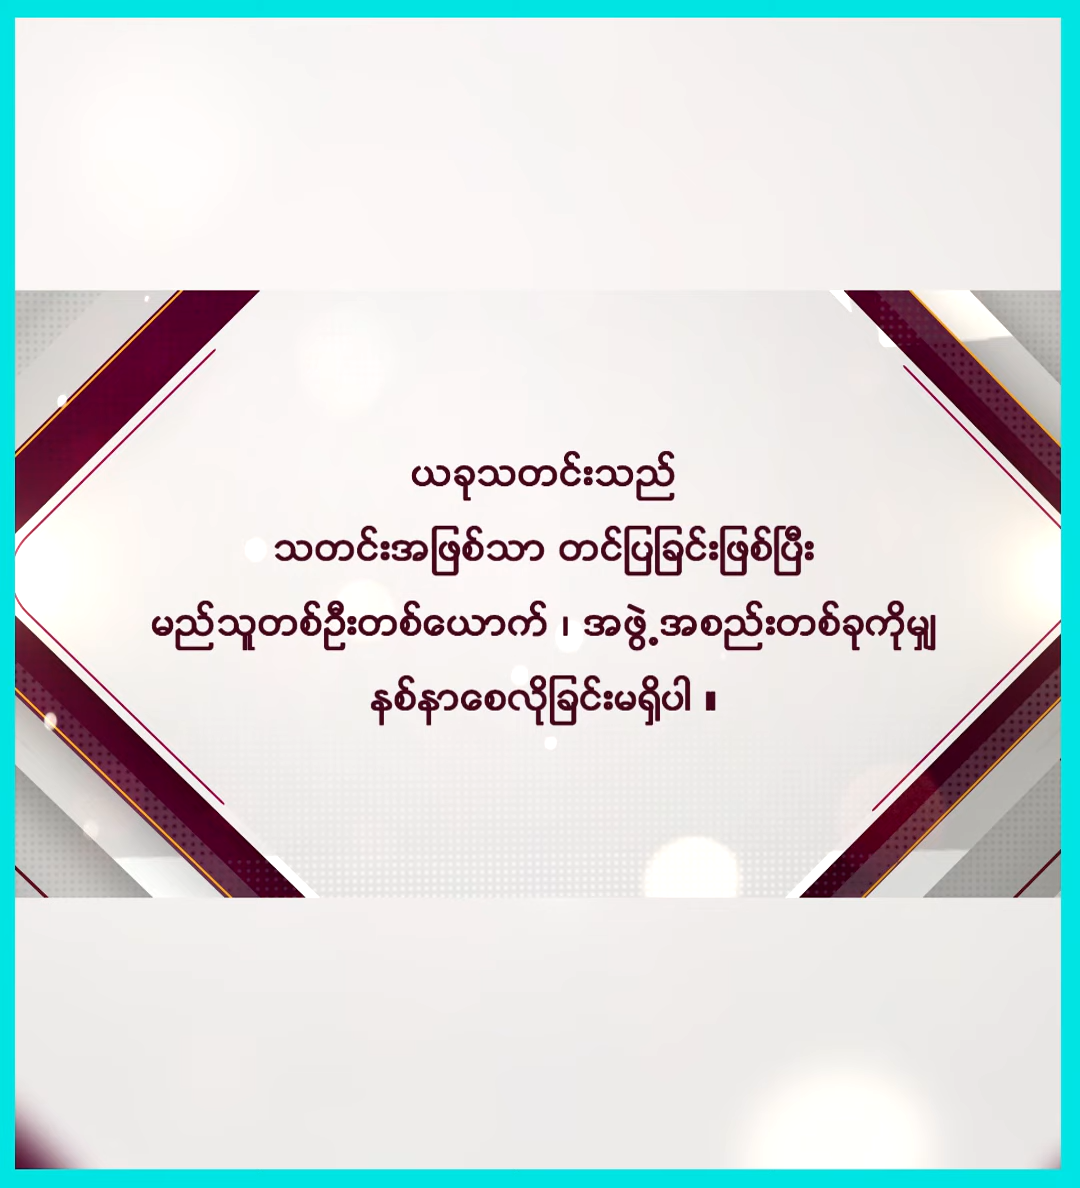 ယခုသတင်းသည်
သတင်းအဖြစ်သာ တင်ပြခြင်းဖြစ်ပြီး
မည်သူတစ်ဦးတစ်ယောက် ၊ အဖွဲ့အစည်းတစ်ခုကိုမျှ
နစ်နာစေလိုခြင်းမရှိပါ ။